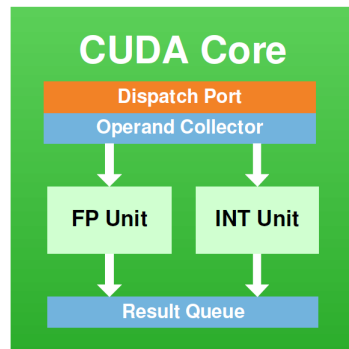 CUDA Core
Dispatch Port
Operand Collector
FP Unit
INT Unit
Result Queue